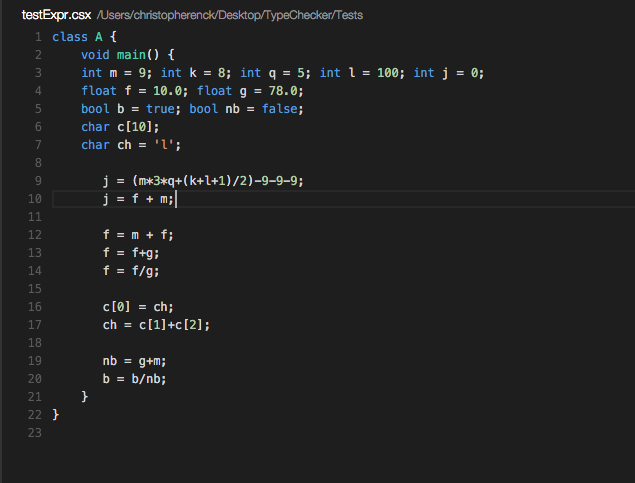 testExpr.csx /Users/christopherenck/Desktop/TypeChecker/Tests
1 class A {
2     void main() {
3     int m = 9; int k = 8; int q = 5; int l = 100; int j = 0;
4     float f = 10.0; float g = 78.0;
5     bool b = true; bool nb = false;
6     char c[10];
7     char ch = 'l';
8
9        j = (m*3*q+(k+l+1)/2)-9-9-9;
10        j = f + m;
11
12        f = m + f;
13        f = f+g;
14        f = f/g;
15
16        c[0] = ch;
17        ch = c[1]+c[2];
18
19        nb = g+m;
20        b = b/nb;
21     }
22 }
23